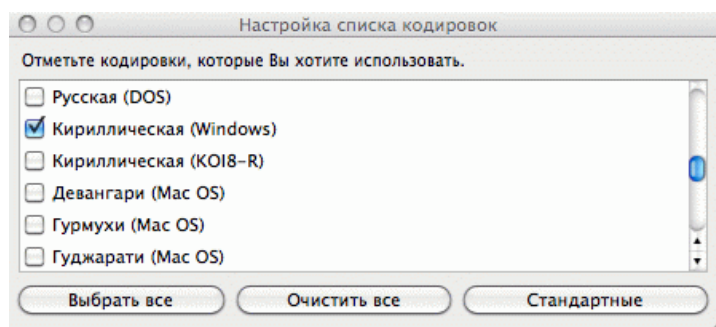 Настройка списка кодировок
Отметьте кодировки, которые Вы хотите использовать.
Русская (DOS)
Кириллическая (Windows)
Кириллическая (KOI8-R)
Девангари (Mac OS)
Гурмухи (Mac OS)
Гуджарати (Mac OS)
Выбрать все Очистить все Стандартные